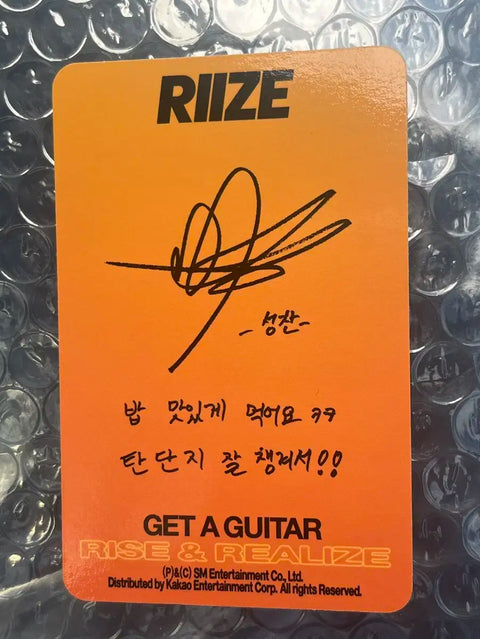 RIIZE
-성찬-
밥 맛있게 먹어요 ㅋㅋ
탄단지 잘 챙겨서!!
GET A GUITAR
RISE & REALIZE
(P)&(C) SM Entertainment Co., Ltd.
Distributed by Kakao Entertainment Corp. All rights Reserved.